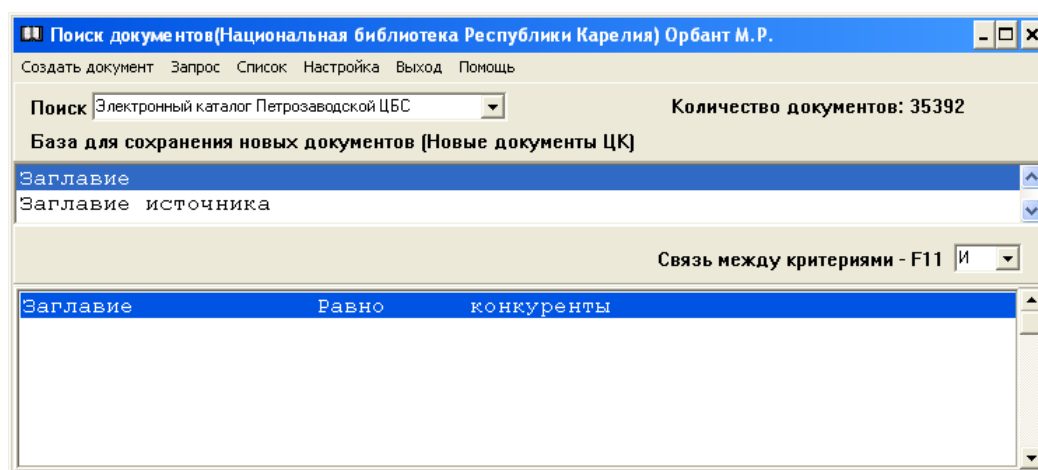 Поиск документов(Национальная библиотека Республики Карелия) Орбант М.Р.
Создать документ Запрос Список Настройка Выход Помощь
Поиск Электронный каталог Петрозаводской ЦБС Количество документов: 35392
База для сохранения новых документов (Новые документы ЦК)
Заглавие
Заглавие источника
Связь между критериями - F11 И
Заглавие Равно конкуренты